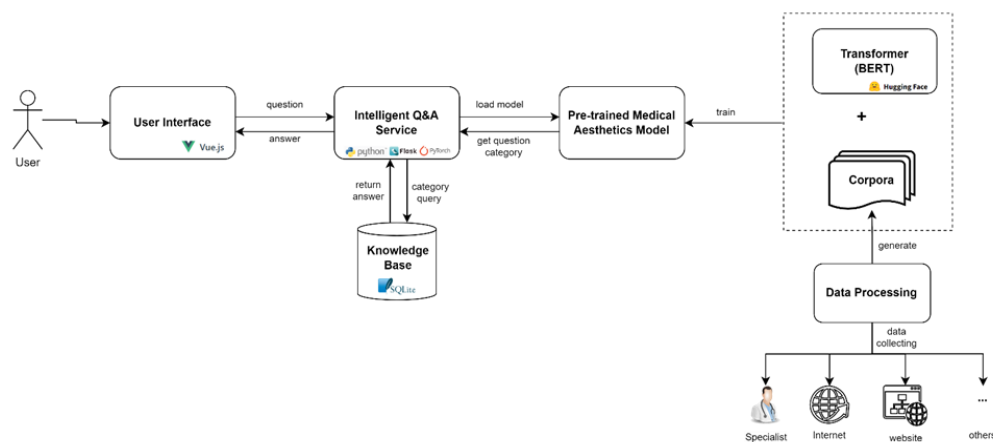 Transformer
(BERT)
Hugging Face
+
Corpora
User
User Interface
Vue.js
question
answer
Intelligent Q&A
Service
python
Flask
PyTorch
load model
get question
category
Pre-trained Medical
Aesthetics Model
train
return
answer
category
query
Knowledge
Base
SQLite
generate
Data Processing
data
collecting
Specialist
Internet
website
...
others